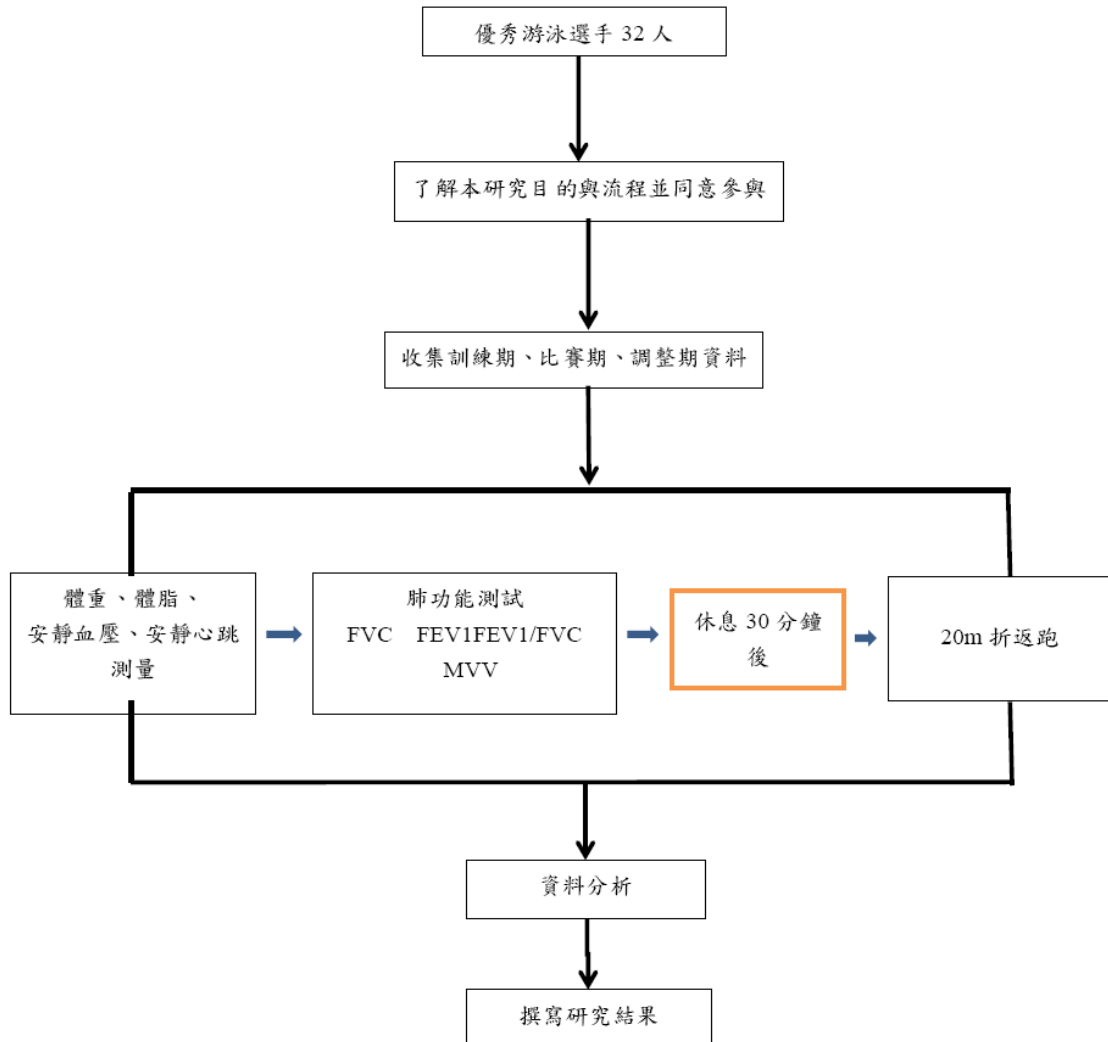 優秀游泳選手 32 人
了解本研究目的與流程並同意參與
收集訓練期、比賽期、調整期資料
體重、體脂、
安靜血壓、安靜心跳
測量
肺功能測試
FVC FEV1FEV1/FVC
MVV
休息 30 分鐘
後
20m 折返跑
資料分析
撰寫研究結果